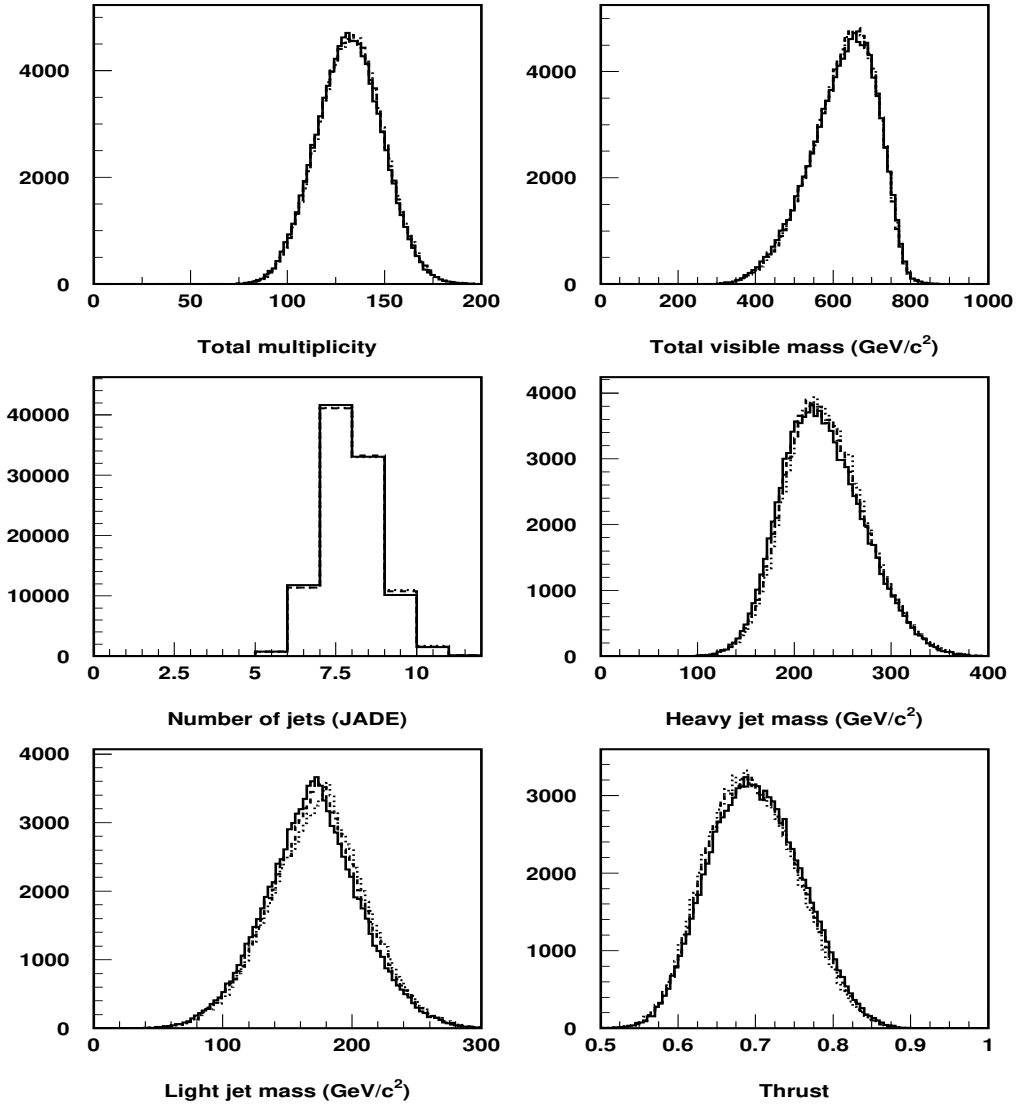 4000
2000
0
0 50 100 150 200
Total multiplicity
4000
2000
0
0 200 400 600 800 1000
Total visible mass (GeV/c²)
40000
30000
20000
10000
0
0 2.5 5 7.5 10
Number of jets (JADE)
4000
3000
2000
1000
0
0 100 200 300 400
Heavy jet mass (GeV/c²)
4000
3000
2000
1000
0
0 100 200 300
Light jet mass (GeV/c²)
3000
2000
1000
0
0.5 0.6 0.7 0.8 0.9 1
Thrust